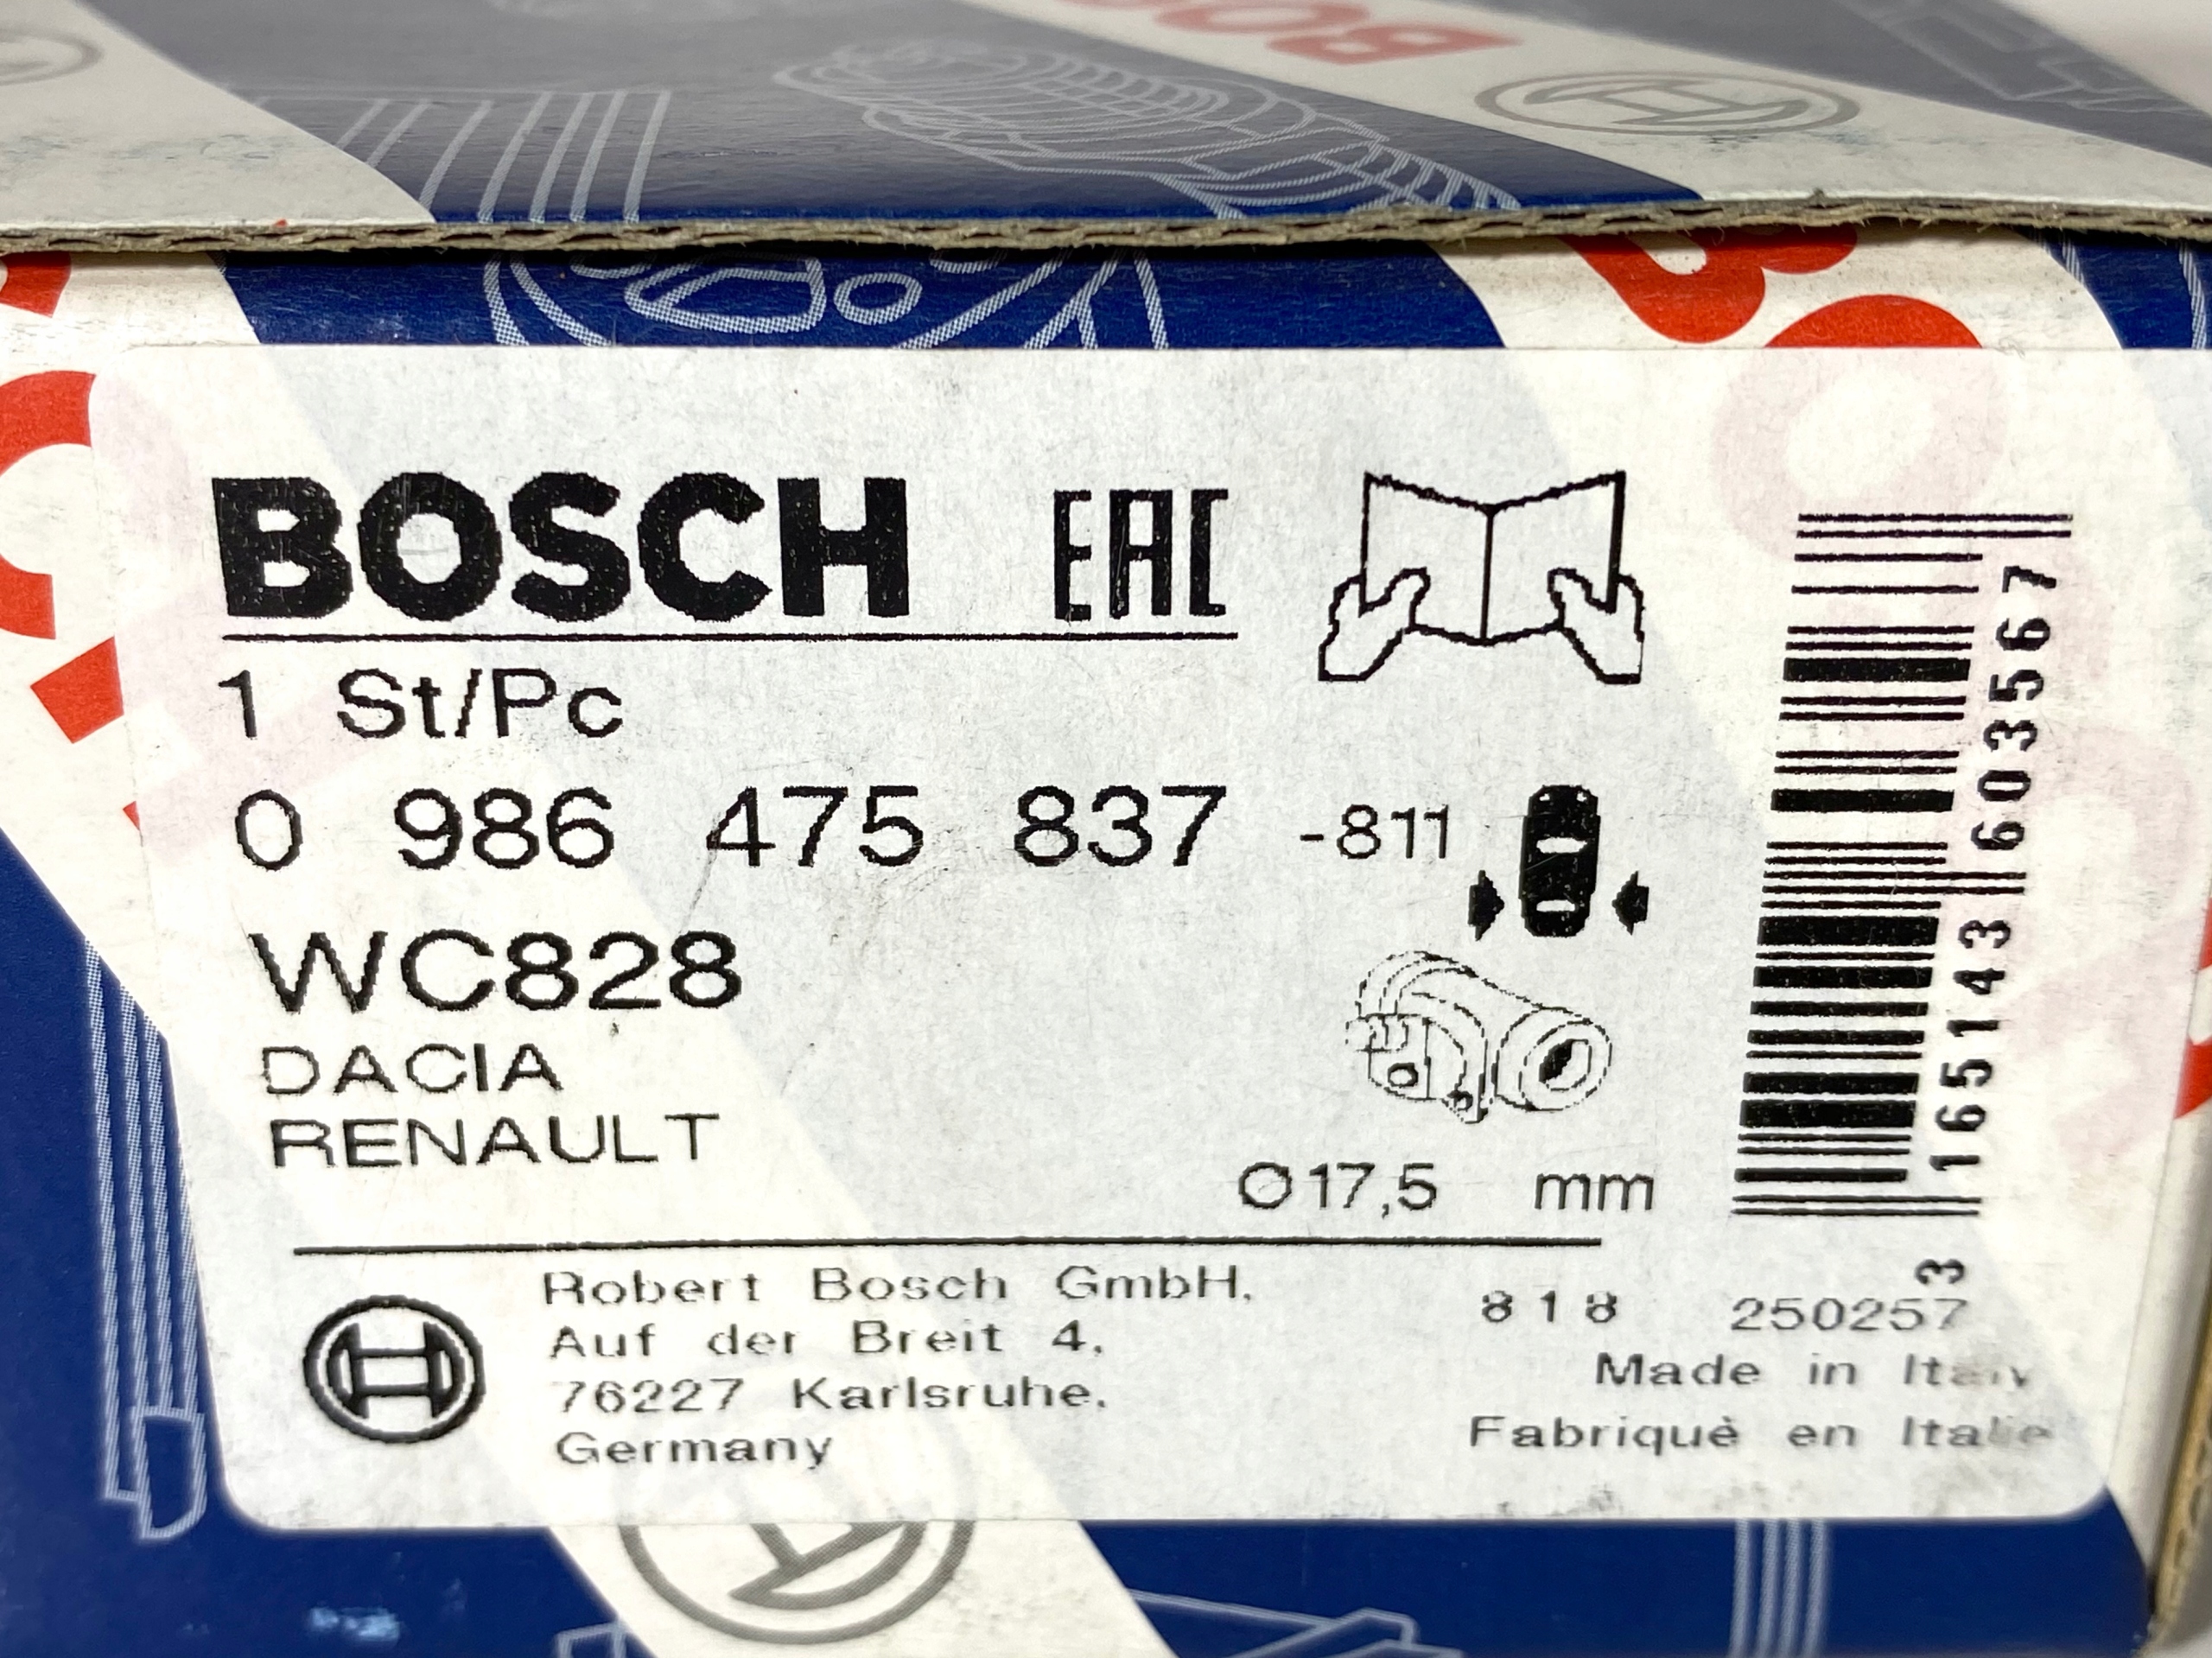 BOSCH EAC
1 St/Pc
0 986 475 837 -811
WC828
DACIA
RENAULT
Ø17,5 mm
3 165143 603567
Robert Bosch GmbH,
Auf der Breit 4,
76227 Karlsruhe,
Germany
818 250257
Made in Italy
Fabriqué en Italie